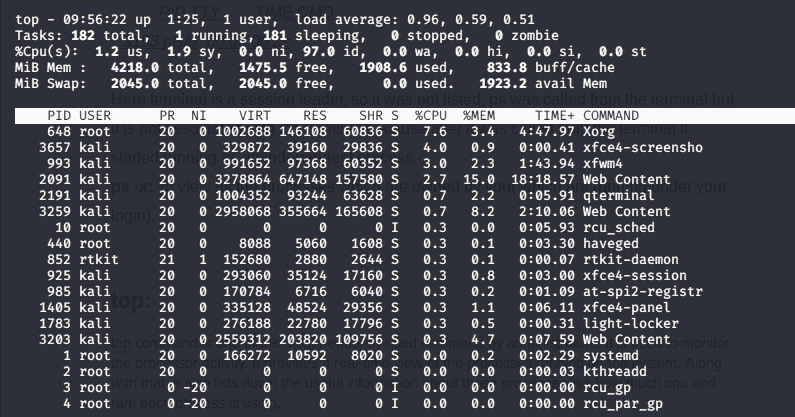 top - 09:56:22 up  1:25,  1 user,  load average: 0.96, 0.59, 0.51
Tasks: 182 total,   1 running, 181 sleeping,   0 stopped,   0 zombie
%Cpu(s):  1.2 us,  1.9 sy,  0.0 ni, 97.0 id,  0.0 wa,  0.0 hi,  0.0 si,  0.0 st
MiB Mem :   4218.0 total,   1475.5 free,   1908.6 used,    833.8 buff/cache
MiB Swap:   2045.0 total,   2045.0 free,      0.0 used.   1923.2 avail Mem
PID USER      PR  NI    VIRT    RES    SHR S  %CPU  %MEM     TIME+ COMMAND
648 root      20   0 1002688 146108  60836 S   7.0   3.4   4:47.97 Xorg
3657 kali      20   0  329872  39160  29836 S   4.0   0.9   0:00.41 xfce4-screensho
993 kali      20   0  991652  97368  60352 S   3.0   2.3   1:43.94 xfwm4
2091 kali      20   0 3278864 647148 157580 S   2.7  15.0  18:18.57 Web Content
2191 kali      20   0 1004352  93244  63628 S   0.7   2.2   0:05.91 qterminal
3259 kali      20   0 2958068 355664 165608 S   0.7   8.2   2:10.06 Web Content
10 root      20   0       0      0      0 I   0.3   0.0   0:05.93 rcu_sched
440 root      20   0    8088   5060   1608 S   0.3   0.1   0:03.30 haveged
852 rtkit     21   1  152680   2880   2644 S   0.3   0.1   0:00.07 rtkit-daemon
925 kali      20   0  293060  35124  17160 S   0.3   0.8   0:03.00 xfce4-session
985 kali      20   0  170784   6716   6040 S   0.3   0.2   0:01.09 at-spi2-registr
1405 kali      20   0  335128  48524  29356 S   0.3   1.1   0:06.11 xfce4-panel
1783 kali      20   0  276188  22780  17796 S   0.3   0.5   0:00.31 light-locker
3203 kali      20   0 S   0.3 Web Content
1 root      20   0  166272  10592   8020 S   0.0   0.2   0:02.29 systemd
2 root      20   0       0      0      0 S   0.0   0.0   0:00.03 kthreadd
3 root       0 -20       0      0      0 I   0.0   0.0   0:00.00 rcu_gp
4 root       0 -20       0      0      0 I   0.0   0.0   0:00.00 rcu_par_gp